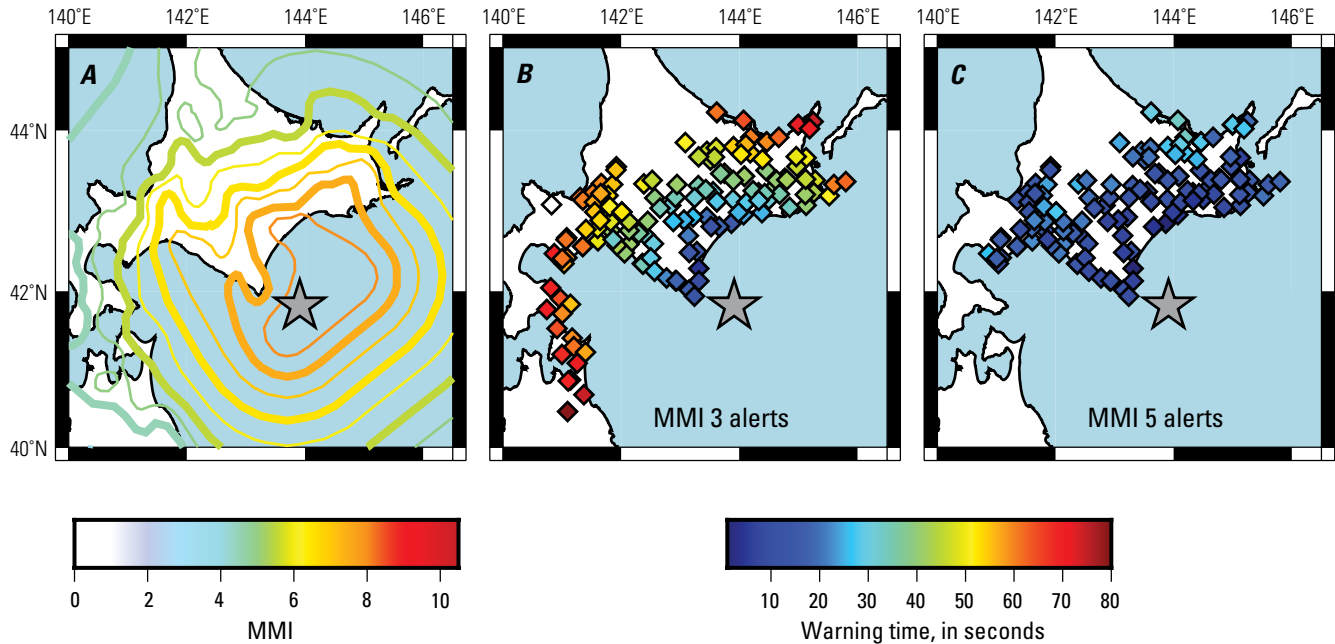 140°E 142°E 144°E 146°E 140°E 142°E 144°E 146°E 140°E 142°E 144°E 146°E
A B C
44°N
42°N
MMI 3 alerts MMI 5 alerts
40°N
0 2 4 6 8 10 10 20 30 40 50 60 70 80
MMI Warning time, in seconds